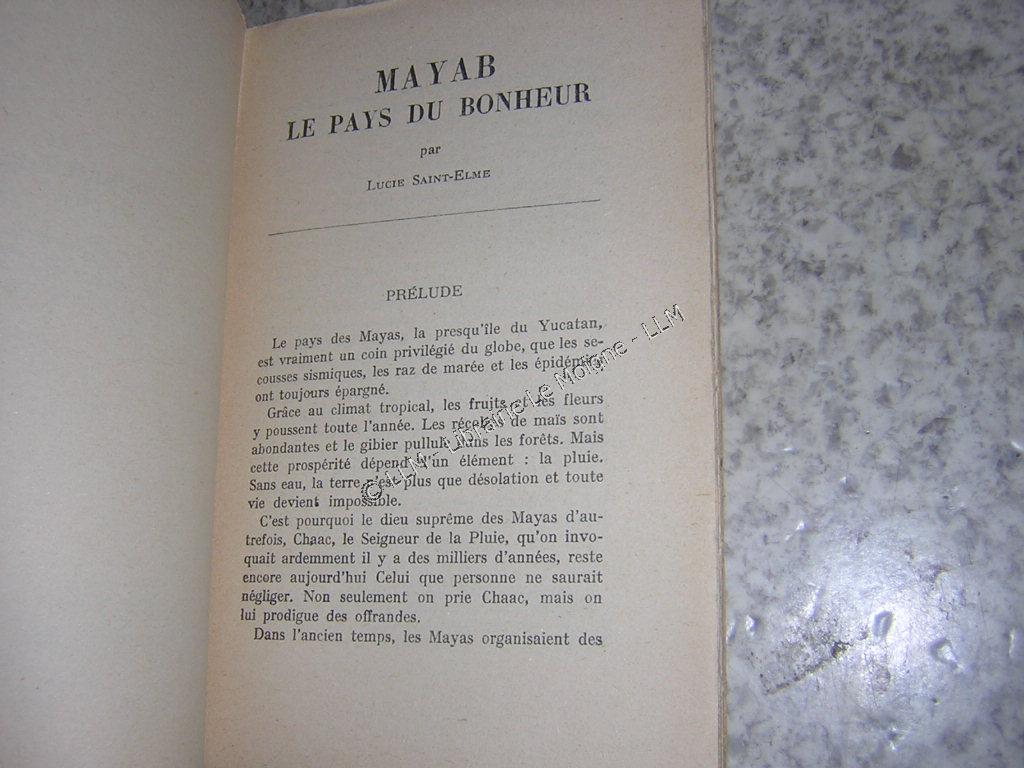 MAYAB
LE PAYS DU BONHEUR
par
LUCIE SAINT-ELME
PRÉLUDE
Le pays des Mayas, la presqu'île du Yucatan,
est vraiment un coin privilégié du globe, que les se-
cousses sismiques, les raz de marée et les épidémies
ont toujours épargné.
Grâce au climat tropical, les fruits et les fleurs
y poussent toute l'année. Les récoltes de maïs sont
abondantes et le gibier pullule dans les forêts. Mais
cette prospérité dépend d'un élément : la pluie.
Sans eau, la terre n'est plus que désolation et toute
vie devient impossible.
C'est pourquoi le dieu suprême des Mayas d'au-
trefois, Chaac, le Seigneur de la Pluie, qu'on invo-
quait ardemment il y a des milliers d'années, reste
encore aujourd'hui Celui que personne ne saurait
négliger. Non seulement on prie Chaac, mais on
lui prodigue des offrandes.
Dans l'ancien temps, les Mayas organisaient des
© LLM - Librairie Le Moigne - LLM